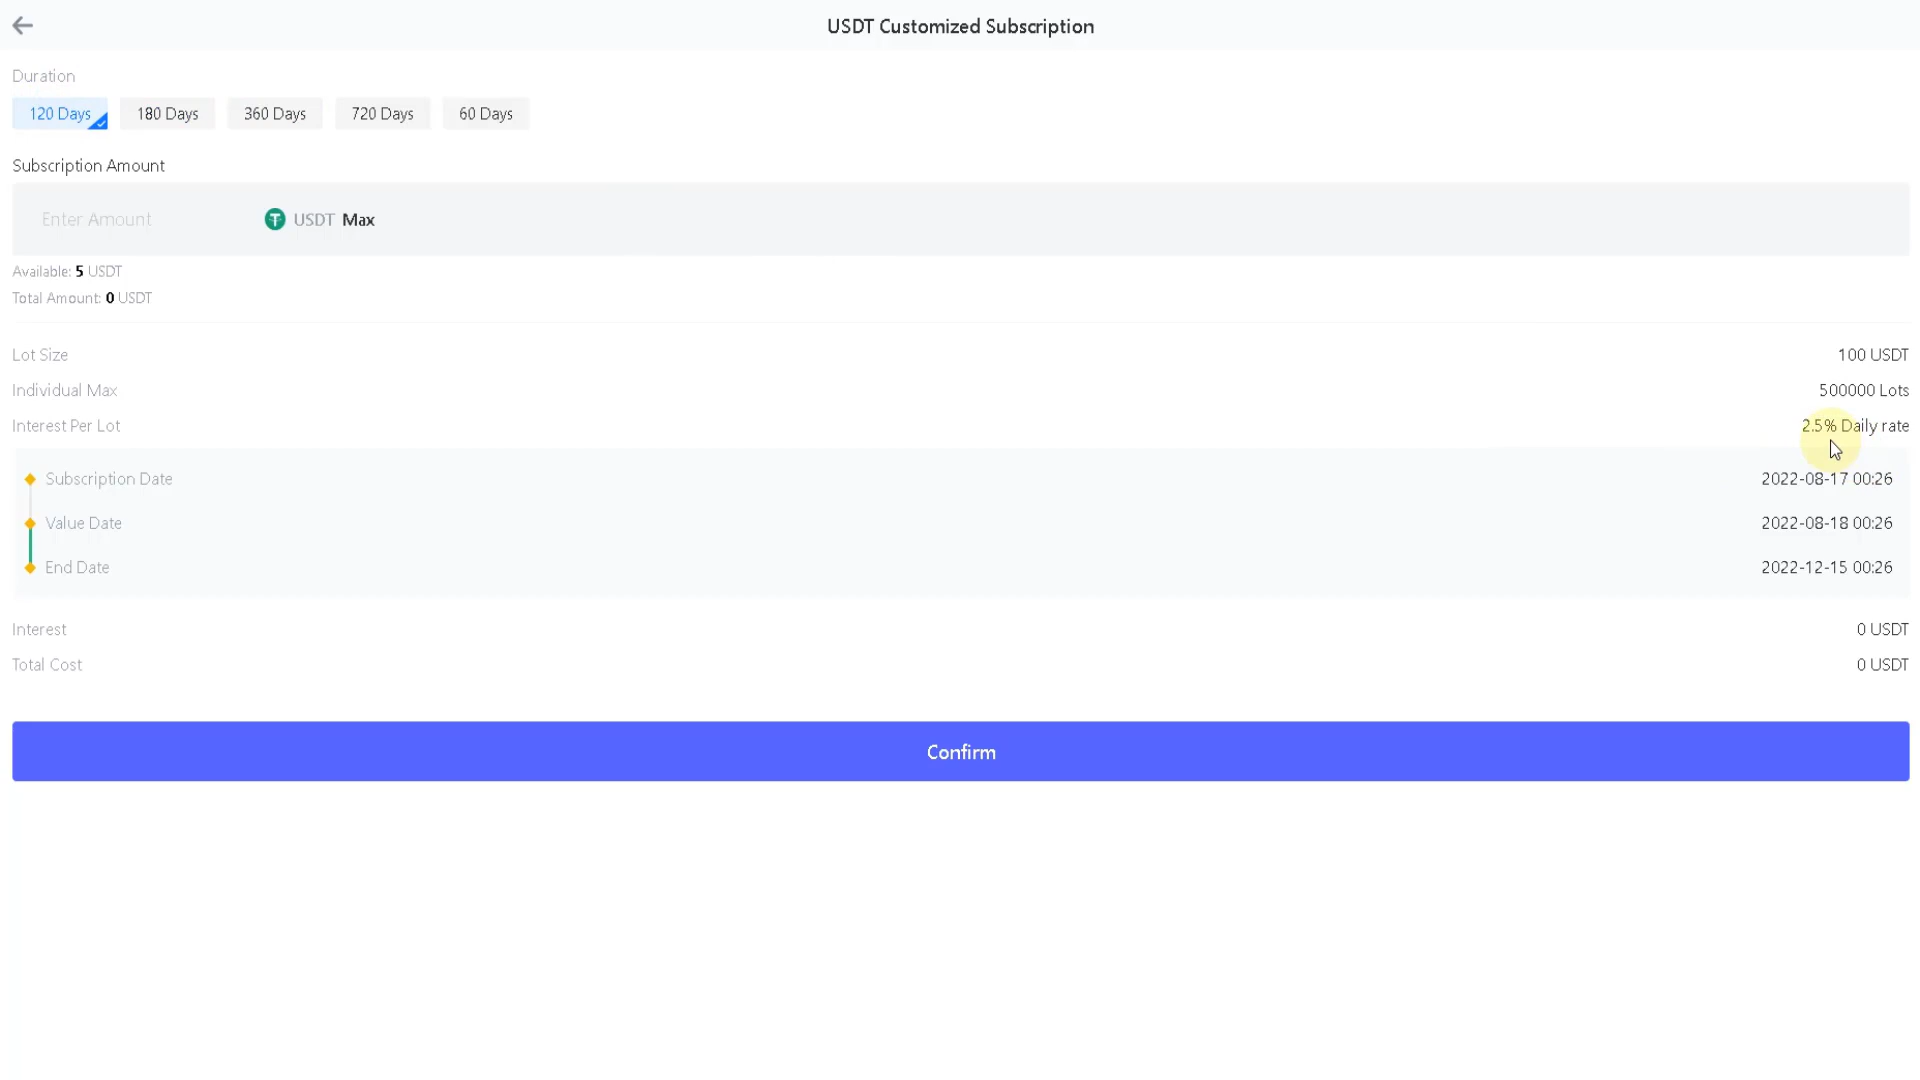 USDT Customized Subscription
Duration
120 Days 180 Days 360 Days 720 Days 60 Days
Subscription Amount
Enter Amount USDT Max
Available: 5 USDT
Total Amount: 0 USDT
Lot Size 100 USDT
Individual Max 500000 Lots
Interest Per Lot 2.5% Daily rate
Subscription Date 2022-08-17 00:26
Value Date 2022-08-18 00:26
End Date 2022-12-15 00:26
Interest 0 USDT
Total Cost 0 USDT
Confirm